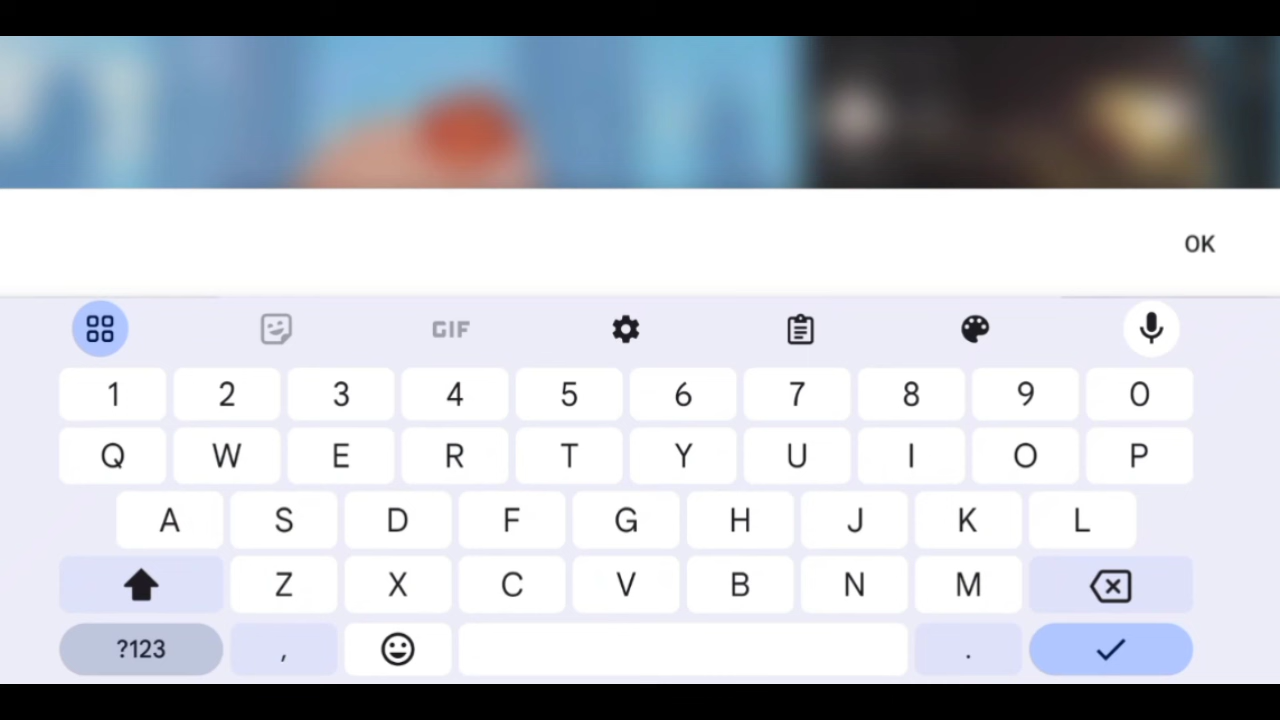 OK
GIF
1 2 3 4 5 6 7 8 9 0
Q W E R T Y U I O P
A S D F G H J K L
Z X C V B N M
?123 , .